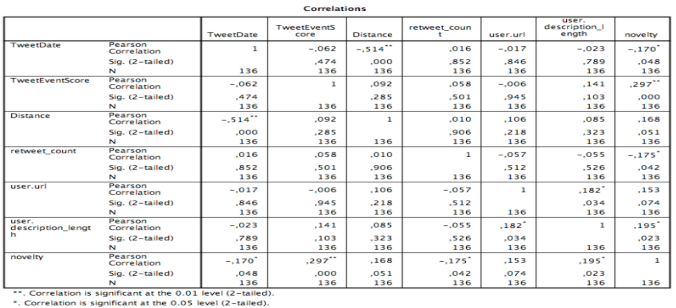 Correlations
TweetDate TweetEventScore Distance retweet_count user.url user.description_length novelty
TweetDate Pearson Correlation 1 -,062 -,514** ,016 -,017 -,023 -,170*
Sig. (2-tailed) ,474 ,000 ,852 ,846 ,789 ,048
N 136 136 136 136 136 136 136
TweetEventScore Pearson Correlation -,062 1 ,092 ,058 -,006 ,141 ,297**
Sig. (2-tailed) ,474 ,285 ,501 ,945 ,103 ,000
N 136 136 136 136 136 136 136
Distance Pearson Correlation -,514** ,092 1 ,010 ,106 ,085 ,168
Sig. (2-tailed) ,000 ,285 ,906 ,218 ,323 ,051
N 136 136 136 136 136 136 136
retweet_count Pearson Correlation ,016 ,058 ,010 1 -,057 -,055 -,175*
Sig. (2-tailed) ,852 ,501 ,906 ,512 ,526 ,042
N 136 136 136 136 136 136 136
user.url Pearson Correlation -,017 -,006 ,106 -,057 1 ,182* ,153
Sig. (2-tailed) ,846 ,945 ,218 ,512 ,034 ,074
N 136 136 136 136 136 136 136
user.description_length Pearson Correlation -,023 ,141 ,085 -,055 ,182* 1 ,195*
Sig. (2-tailed) ,789 ,103 ,323 ,526 ,034 ,023
N 136 136 136 136 136 136 136
novelty Pearson Correlation -,170* ,297** ,168 -,175* ,153 ,195* 1
Sig. (2-tailed) ,048 ,000 ,051 ,042 ,074 ,023
N 136 136 136 136 136 136 136
**. Correlation is significant at the 0.01 level (2-tailed).
*. Correlation is significant at the 0.05 level (2-tailed).